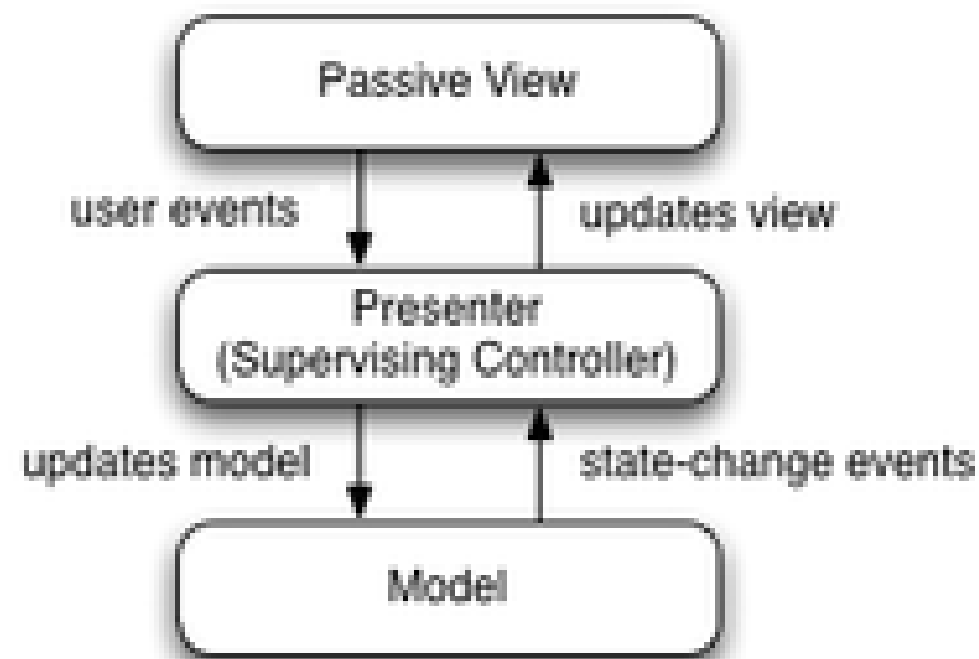 Passive View
user events
updates view
Presenter
(Supervising Controller)
updates model
state-change events
Model